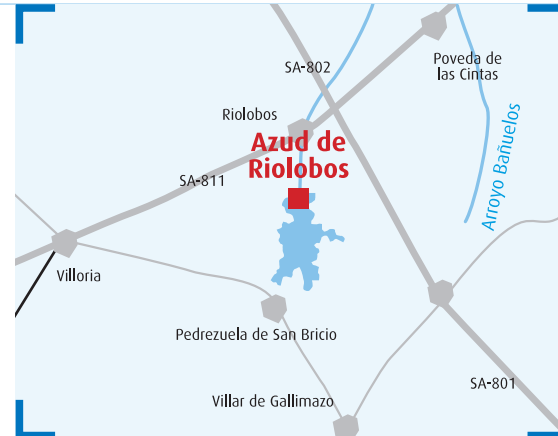 SA-802
Poveda de
las Cintas
Riolobos
Azud de
Riolobos
Arroyo Bañuelos
SA-811
Villoria
Pedrezuela de San Bricio
SA-801
Villar de Gallimazo